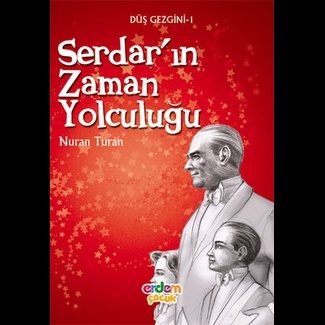 DÜŞ GEZGİNİ-1
Serdar'ın
Zaman
Yolculuğu
Nuran Turan
erdem
çocuk